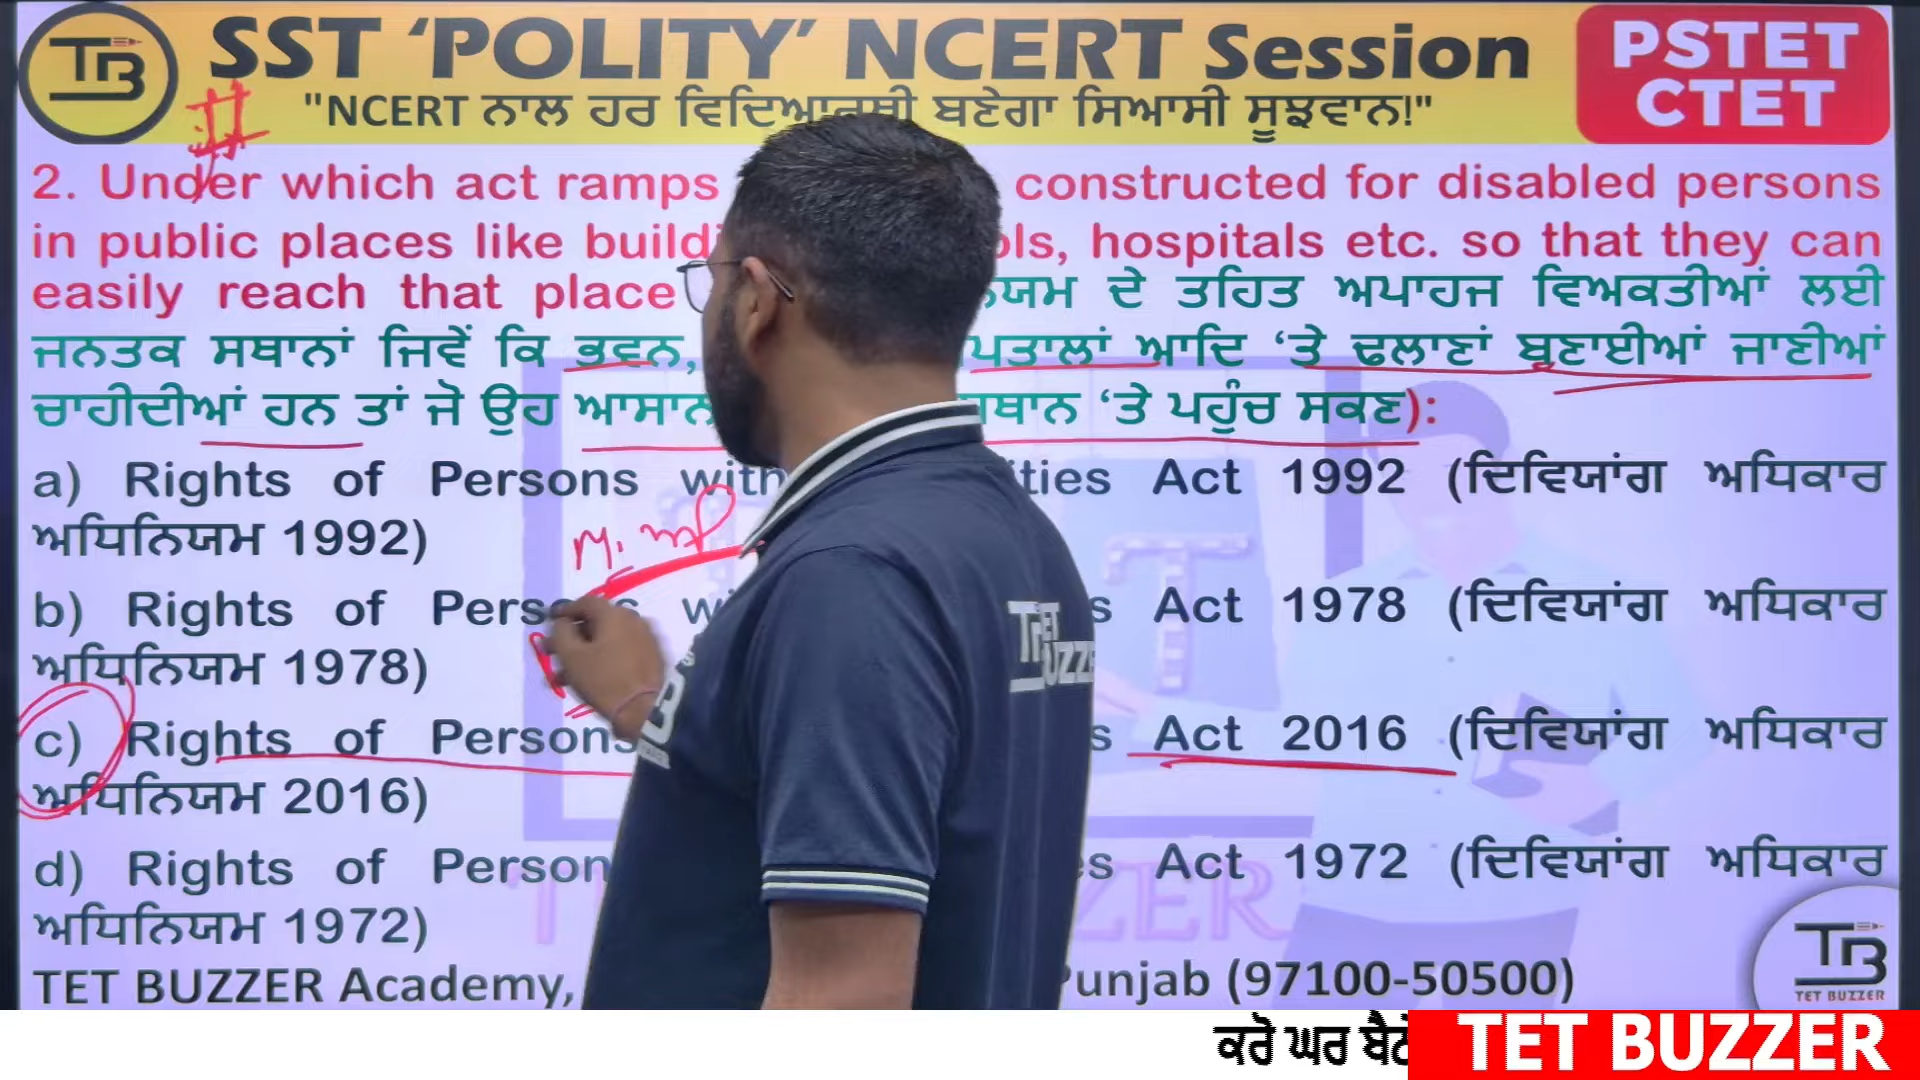 TB SST ‘POLITY’ NCERT Session PSTET
"NCERT ਨਾਲ ਹਰ ਵਿਦਿਆਰਥੀ ਬਣੇਗਾ ਸਿਆਸੀ ਸੂਝਵਾਨ!" CTET
2. Under which act ramps constructed for disabled persons
in public places like hospitals etc. so that they can
easily reach that place ਦੇ ਤਹਿਤ ਅਪਾਹਜ ਵਿਅਕਤੀਆਂ ਲਈ
ਜਨਤਕ ਸਥਾਨਾਂ ਜਿਵੇਂ ਕਿ ਭਵਨ, ਆਦਿ ‘ਤੇ ਢਲਾਣਾਂ ਬਣਾਈਆਂ ਜਾਣੀਆਂ
ਚਾਹੀਦੀਆਂ ਹਨ ਤਾਂ ਜੋ ਉਹ ‘ਤੇ ਪਹੁੰਚ ਸਕਣ):
a) Rights of Persons with Act 1992 (ਦਿਵਿਯਾਂਗ ਅਧਿਕਾਰ
ਅਧਿਨਿਯਮ 1992)
M. Imp
b) Rights of Act 1978 (ਦਿਵਿਯਾਂਗ ਅਧਿਕਾਰ
ਅਧਿਨਿਯਮ 1978)
c) Rights of Persons Act 2016 (ਦਿਵਿਯਾਂਗ ਅਧਿਕਾਰ
ਅਧਿਨਿਯਮ 2016)
d) Rights of Act 1972 (ਦਿਵਿਯਾਂਗ ਅਧਿਕਾਰ
ਅਧਿਨਿਯਮ 1972)
TET BUZZER Academy, Punjab (97100-50500)
TB
TET BUZZER
ਕਰੋ ਘਰ TET BUZZER